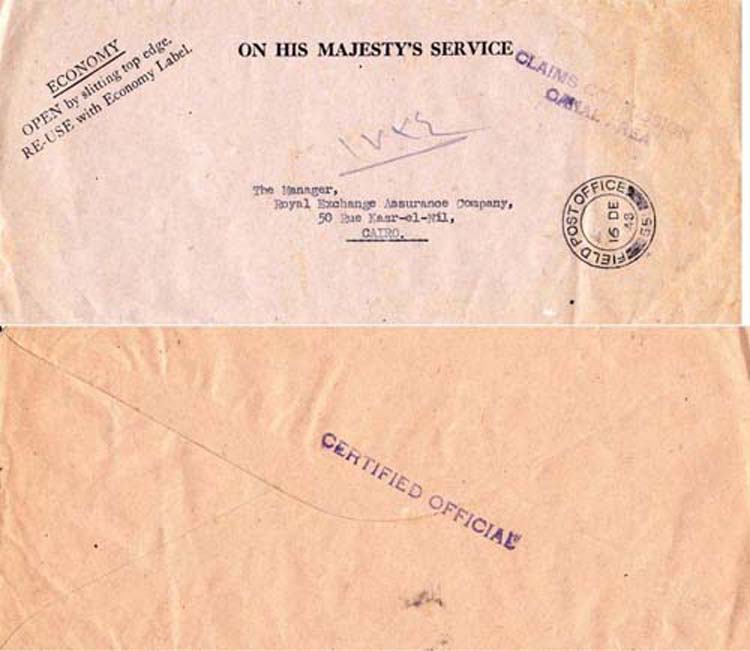 ECONOMY
OPEN by slitting top edge.
RE-USE with Economy Label.
ON HIS MAJESTY'S SERVICE
CLAIMS COMMISSION
CANAL AREA
The Manager,
Royal Exchange Assurance Company,
50 Rue Kasr-el-Nil,
CAIRO.
FIELD POST OFFICE
16 DE
48
CERTIFIED OFFICIAL